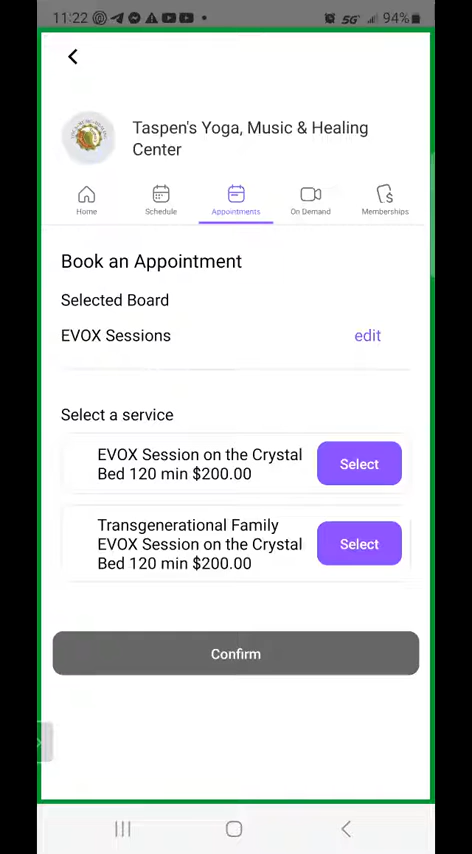 11:22
5G 94%
Taspen's Yoga, Music & Healing
Center
Home Schedule Appointments On Demand Memberships
Book an Appointment
Selected Board
EVOX Sessions edit
Select a service
EVOX Session on the Crystal
Bed 120 min $200.00
Select
Transgenerational Family
EVOX Session on the Crystal
Bed 120 min $200.00
Select
Confirm